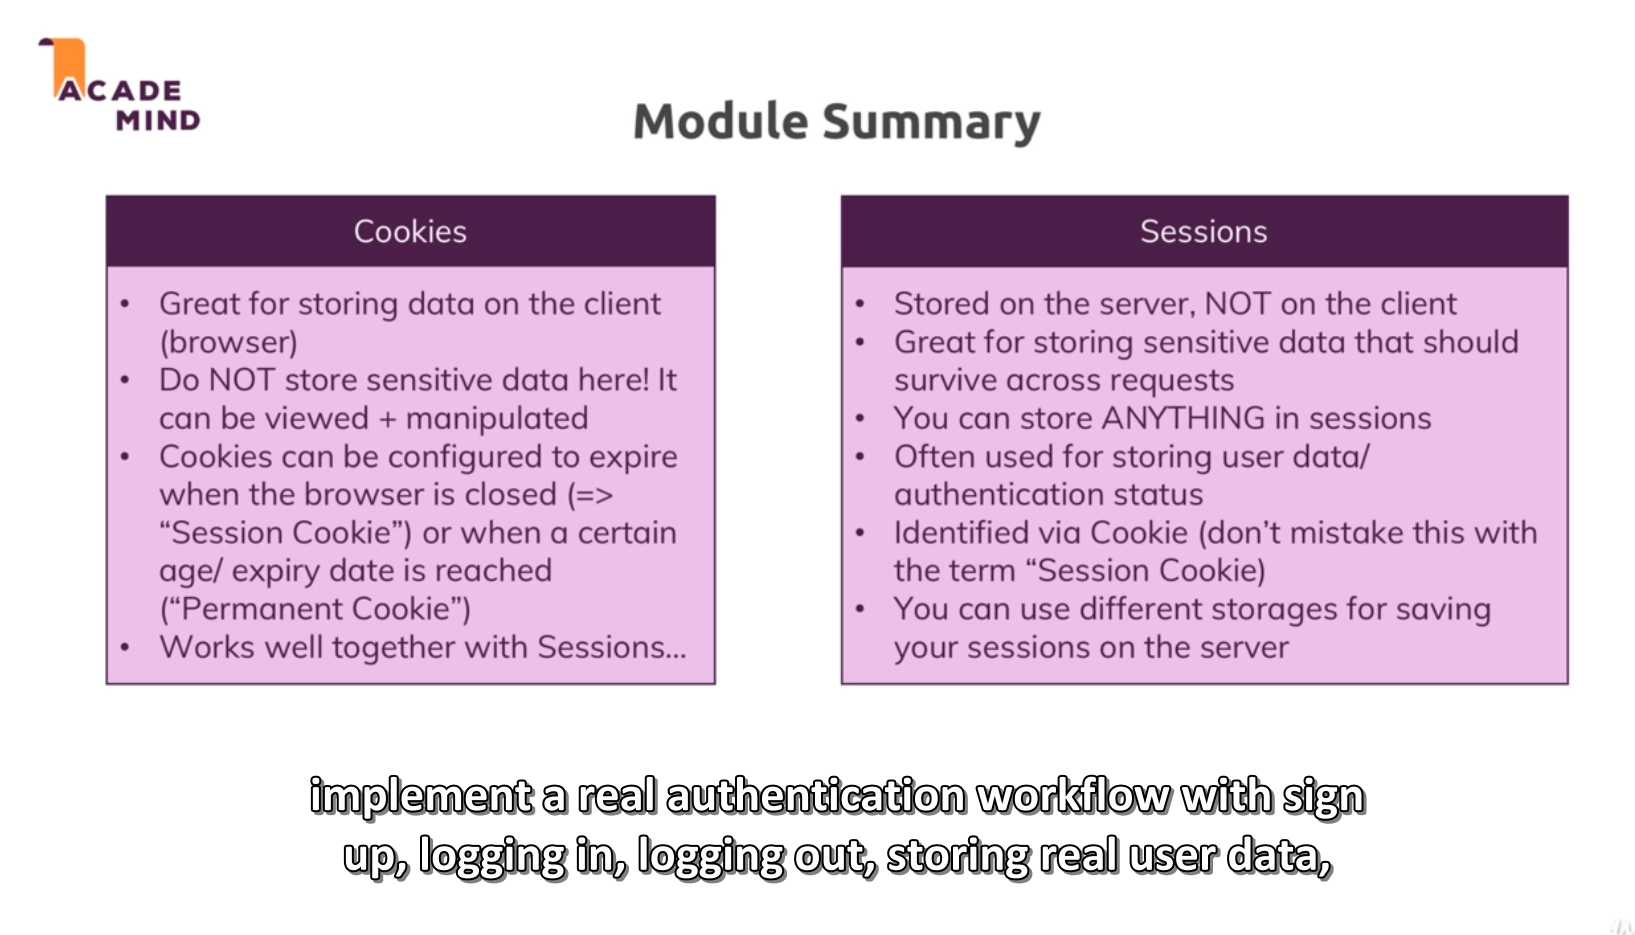 ACADE
MIND
Module Summary
Cookies
• Great for storing data on the client
(browser)
• Do NOT store sensitive data here! It
can be viewed + manipulated
• Cookies can be configured to expire
when the browser is closed (=>
“Session Cookie”) or when a certain
age/ expiry date is reached
(“Permanent Cookie”)
• Works well together with Sessions...
Sessions
• Stored on the server, NOT on the client
• Great for storing sensitive data that should
survive across requests
• You can store ANYTHING in sessions
• Often used for storing user data/
authentication status
• Identified via Cookie (don’t mistake this with
the term “Session Cookie)
• You can use different storages for saving
your sessions on the server
implement a real authentication workflow with sign
up, logging in, logging out, storing real user data,